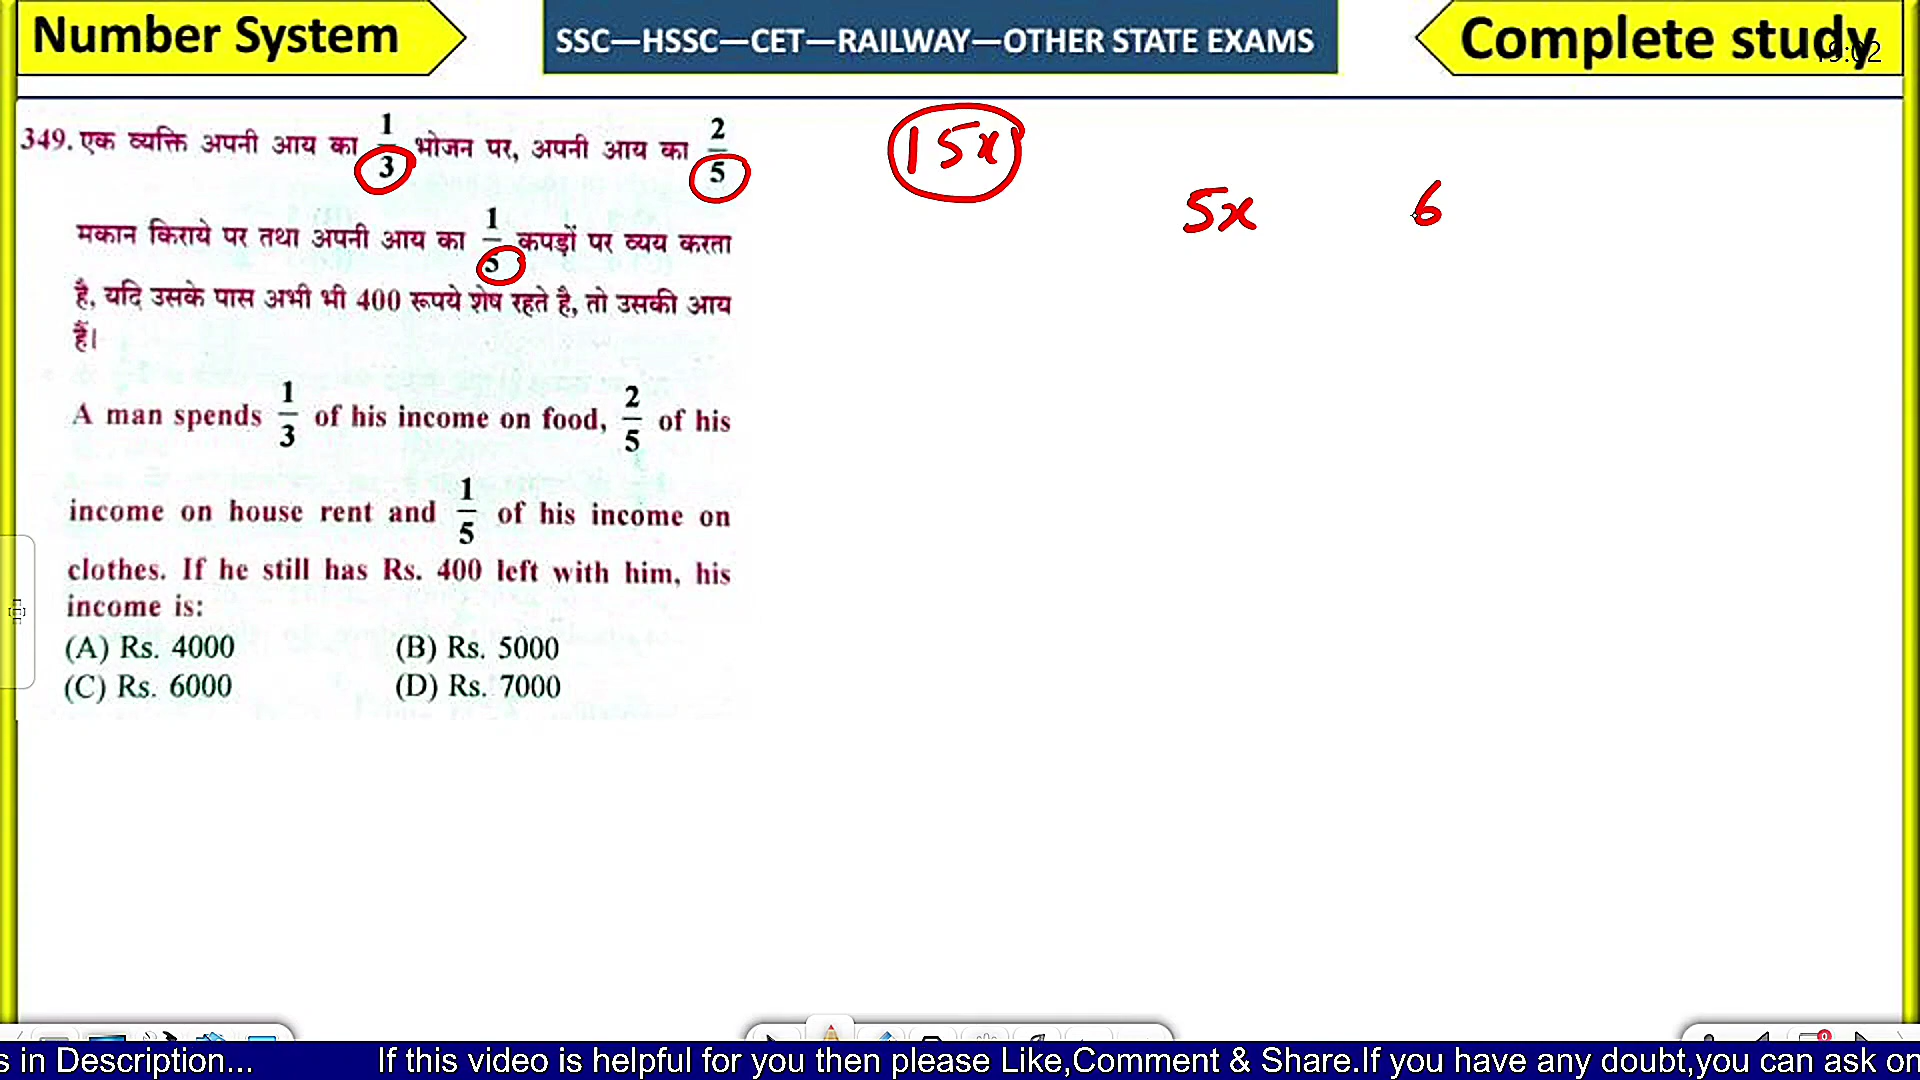 Number System
SSC—HSSC—CET—RAILWAY—OTHER STATE EXAMS
Complete study
19:02
349. एक व्यक्ति अपनी आय का 1/3 भोजन पर, अपनी आय का 2/5
मकान किराये पर तथा अपनी आय का 1/5 कपड़ों पर व्यय करता
है, यदि उसके पास अभी भी 400 रूपये शेष रहते है, तो उसकी आय
हैं।
A man spends 1/3 of his income on food, 2/5 of his
income on house rent and 1/5 of his income on
clothes. If he still has Rs. 400 left with him, his
income is:
(A) Rs. 4000 (B) Rs. 5000
(C) Rs. 6000 (D) Rs. 7000
15x
5x 6
s in Description... If this video is helpful for you then please Like,Comment & Share.If you have any doubt,you can ask on